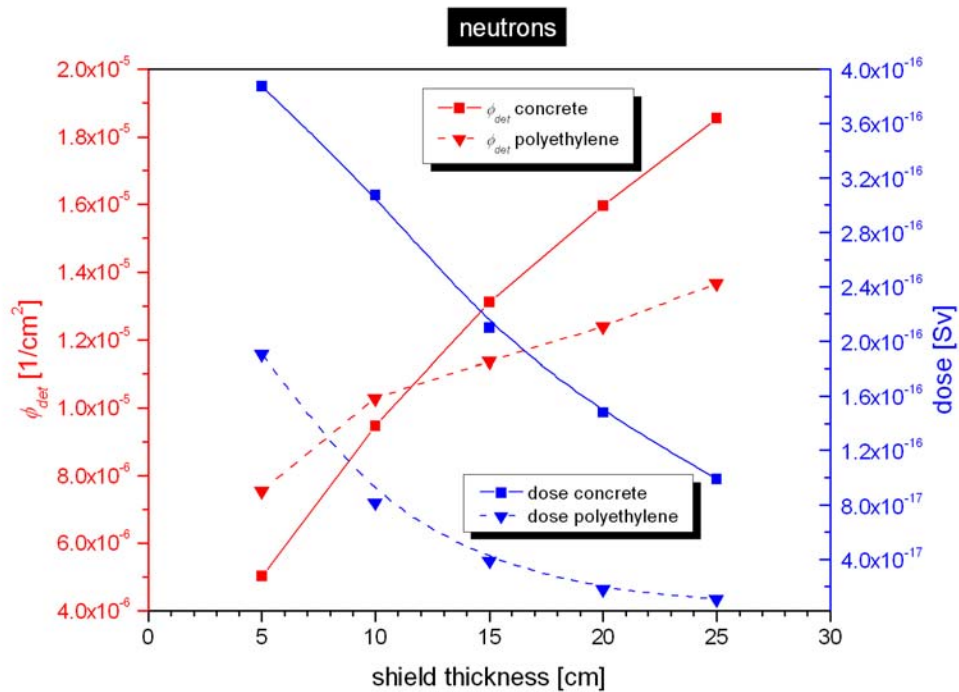 neutrons
2.0x10⁻⁵
1.8x10⁻⁵
1.6x10⁻⁵
1.4x10⁻⁵
1.2x10⁻⁵
1.0x10⁻⁵
8.0x10⁻⁶
6.0x10⁻⁶
4.0x10⁻⁶
ϕdet [1/cm²]
ϕdet concrete
ϕdet polyethylene
dose concrete
dose polyethylene
4.0x10⁻¹⁶
3.6x10⁻¹⁶
3.2x10⁻¹⁶
2.8x10⁻¹⁶
2.4x10⁻¹⁶
2.0x10⁻¹⁶
1.6x10⁻¹⁶
1.2x10⁻¹⁶
8.0x10⁻¹⁷
4.0x10⁻¹⁷
dose [Sv]
0 5 10 15 20 25 30
shield thickness [cm]